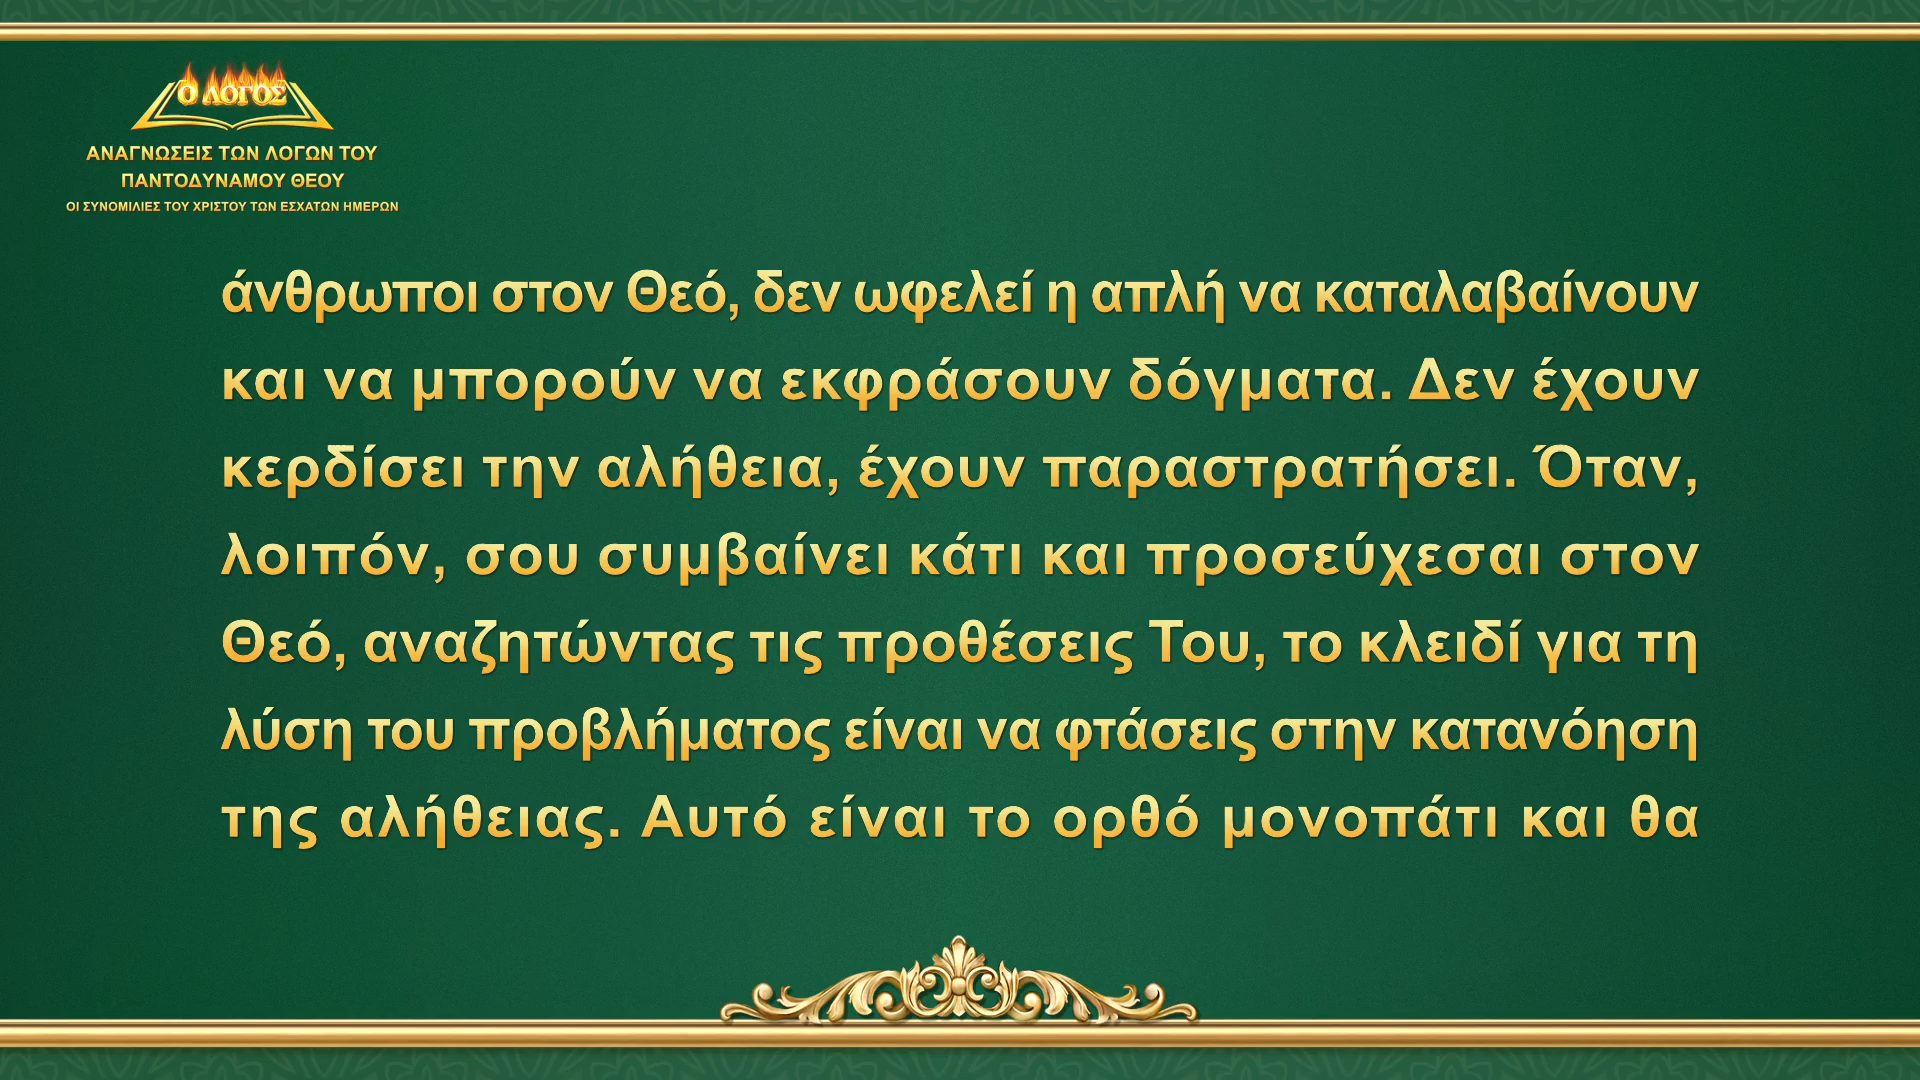 Ο ΛΟΓΟΣ
ΑΝΑΓΝΩΣΕΙΣ ΤΩΝ ΛΟΓΩΝ ΤΟΥ
ΠΑΝΤΟΔΥΝΑΜΟΥ ΘΕΟΥ
ΟΙ ΣΥΝΟΜΙΛΙΕΣ ΤΟΥ ΧΡΙΣΤΟΥ ΤΩΝ ΕΣΧΑΤΩΝ ΗΜΕΡΩΝ
άνθρωποι στον Θεό, δεν ωφελεί η απλή να καταλαβαίνουν
και να μπορούν να εκφράσουν δόγματα. Δεν έχουν
κερδίσει την αλήθεια, έχουν παραστρατήσει. Όταν,
λοιπόν, σου συμβαίνει κάτι και προσεύχεσαι στον
Θεό, αναζητώντας τις προθέσεις Του, το κλειδί για τη
λύση του προβλήματος είναι να φτάσεις στην κατανόηση
της αλήθειας. Αυτό είναι το ορθό μονοπάτι και θα